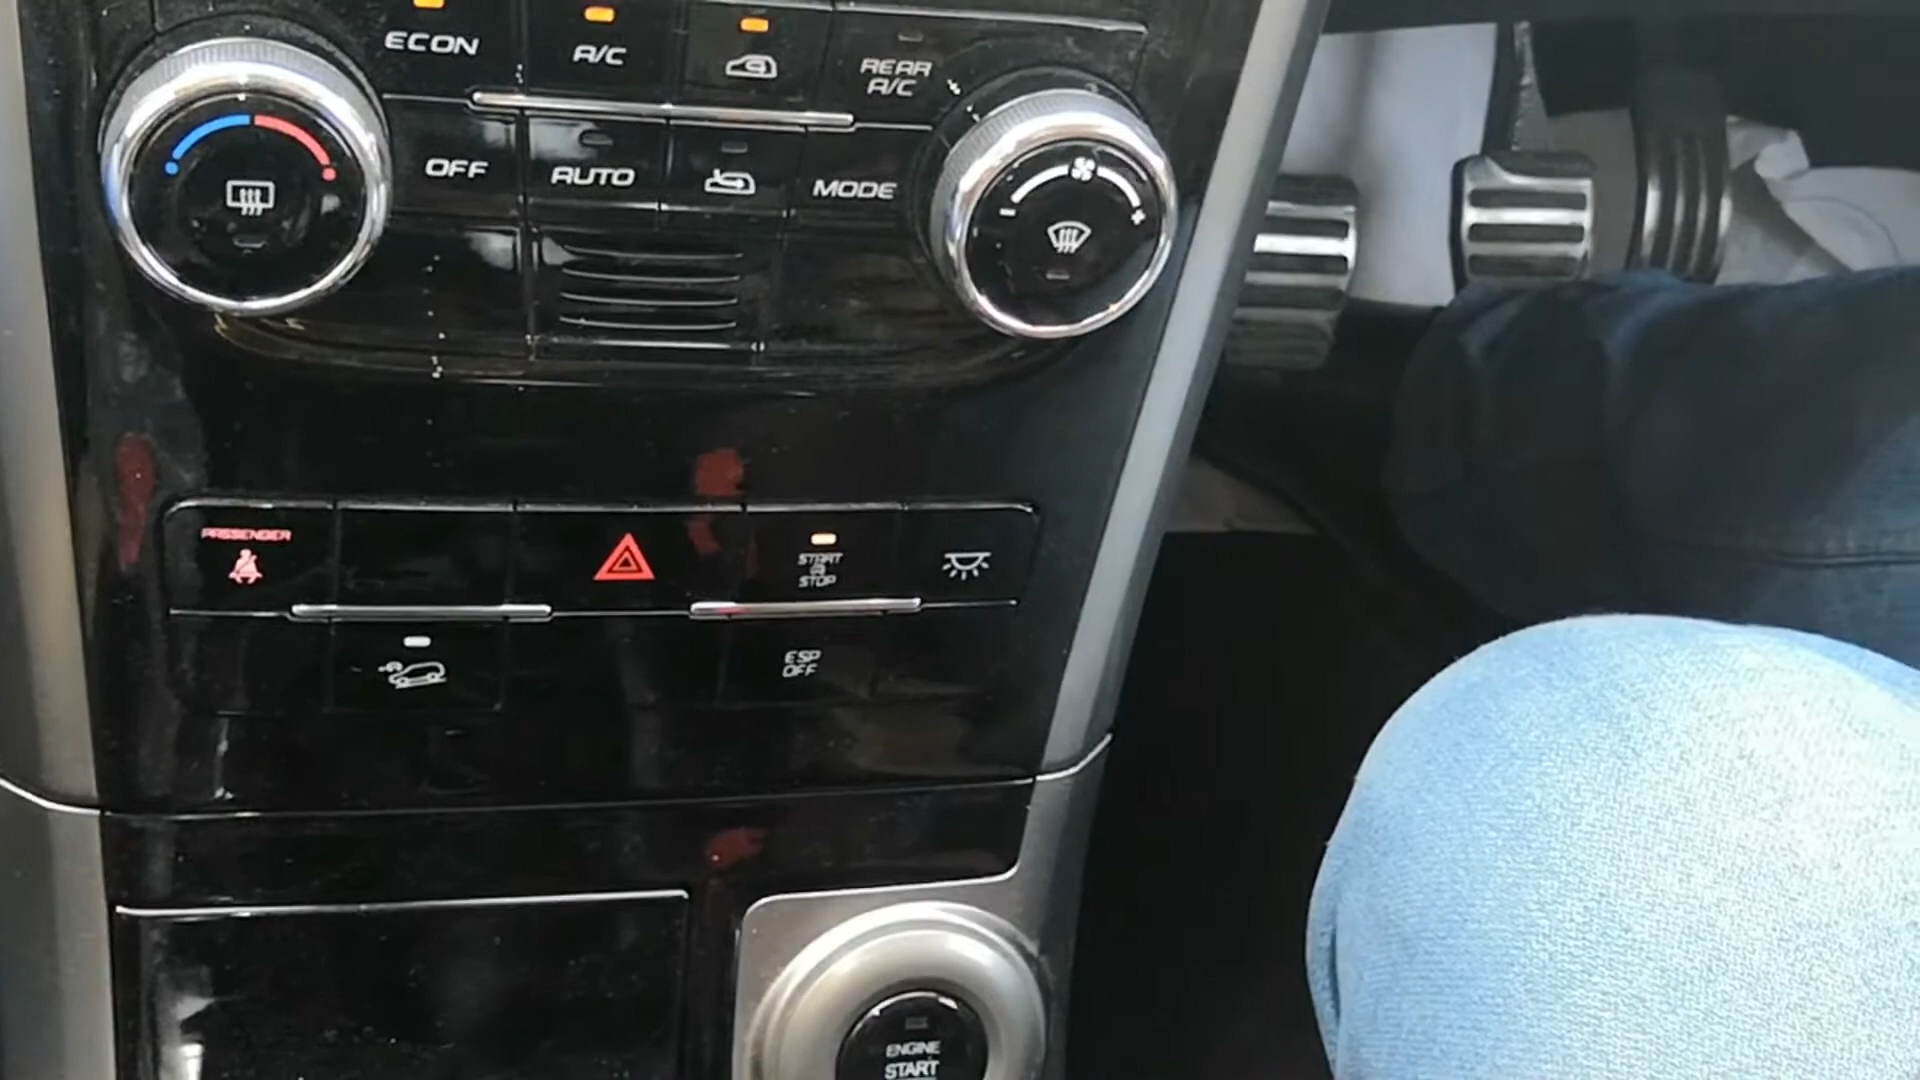 ECON
A/C
REAR
A/C
OFF
AUTO
MODE
PASSENGER
START
STOP
ESP
OFF
ENGINE
START